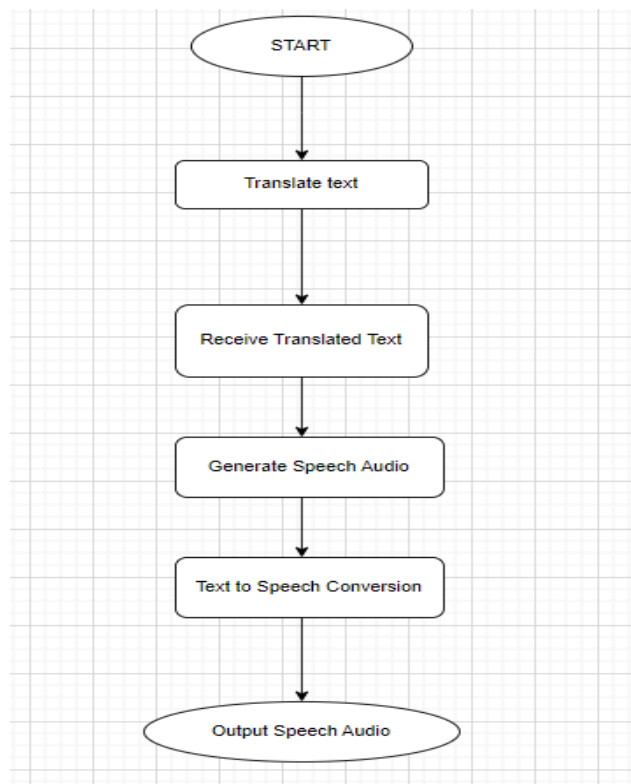 START
Translate text
Receive Translated Text
Generate Speech Audio
Text to Speech Conversion
Output Speech Audio